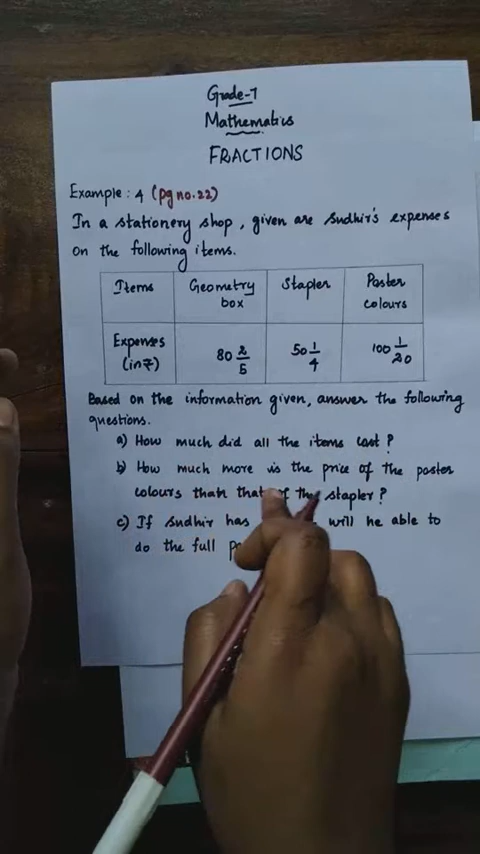 Grade-7
Mathematics
FRACTIONS
Example : 4 (Pg no.22)
In a stationery shop, given are Sudhir's expenses
on the following items.
Items Geometry box Stapler Poster colours
Expenses (in ₹) 80 2/5 50 1/4 100 1/20
Based on the information given, answer the following
questions.
a) How much did all the items cost ?
b) How much more is the price of the poster
colours than that of the stapler ?
c) If Sudhir has will he able to
do the full